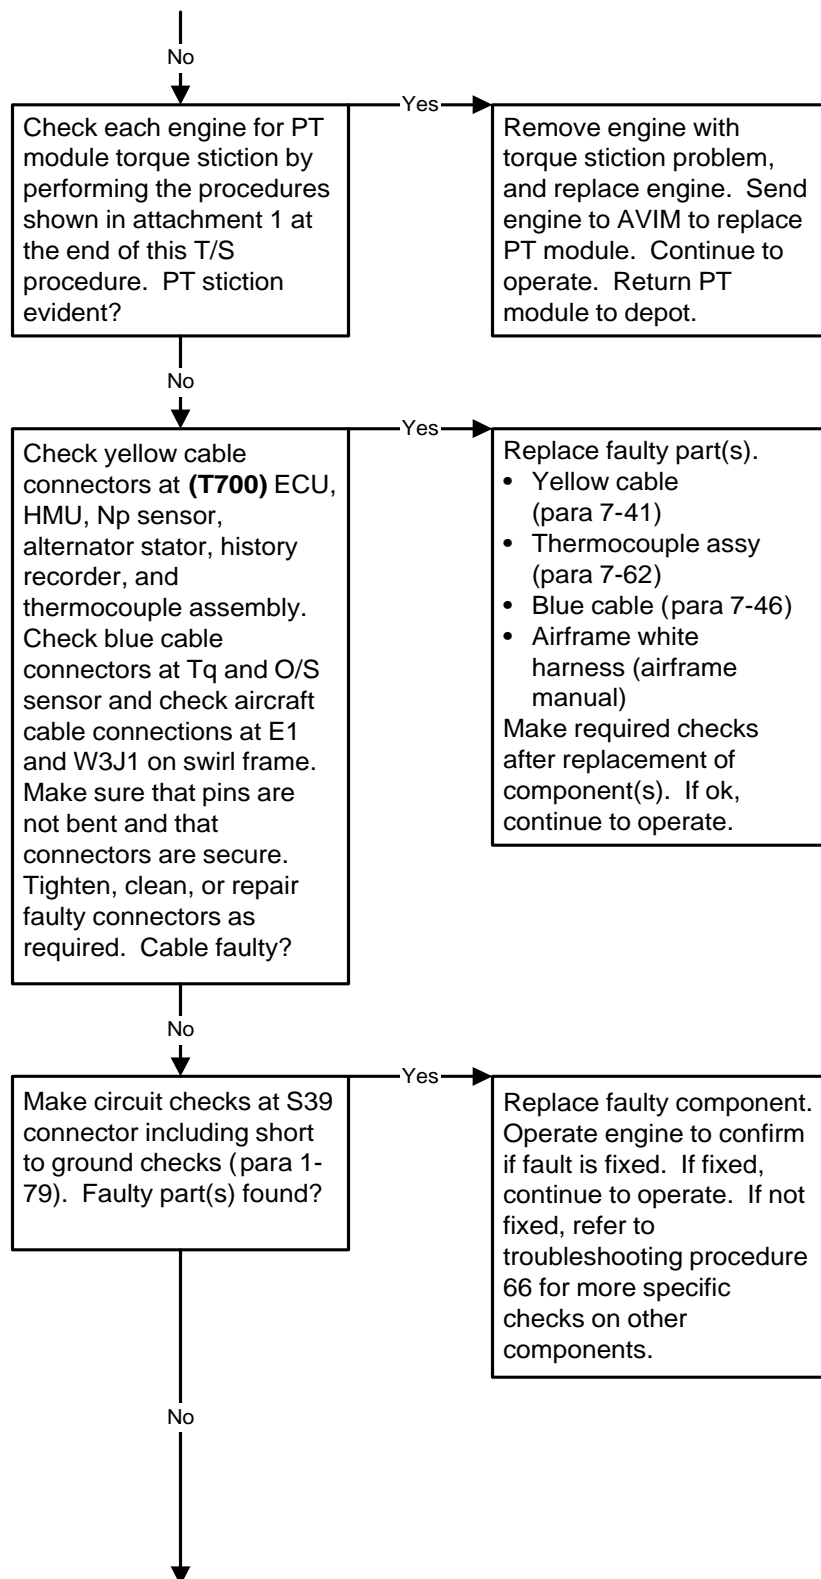 No
Check each engine for PT
module torque stiction by
performing the procedures
shown in attachment 1 at
the end of this T/S
procedure.  PT stiction
evident?
Yes
Remove engine with
torque stiction problem,
and replace engine.  Send
engine to AVIM to replace
PT module.  Continue to
operate.  Return PT
module to depot.
No
Check yellow cable
connectors at (T700) ECU,
HMU, Np sensor,
alternator stator, history
recorder, and
thermocouple assembly.
Check blue cable
connectors at Tq and O/S
sensor and check aircraft
cable connections at E1
and W3J1 on swirl frame.
Make sure that pins are
not bent and that
connectors are secure.
Tighten, clean, or repair
faulty connectors as
required.  Cable faulty?
Yes
Replace faulty part(s).
• Yellow cable
(para 7-41)
• Thermocouple assy
(para 7-62)
• Blue cable (para 7-46)
• Airframe white
harness (airframe
manual)
Make required checks
after replacement of
component(s).  If ok,
continue to operate.
No
Make circuit checks at S39
connector including short
to ground checks (para 1-
79).  Faulty part(s) found?
Yes
Replace faulty component.
Operate engine to confirm
if fault is fixed.  If fixed,
continue to operate.  If not
fixed, refer to
troubleshooting procedure
66 for more specific
checks on other
components.
No